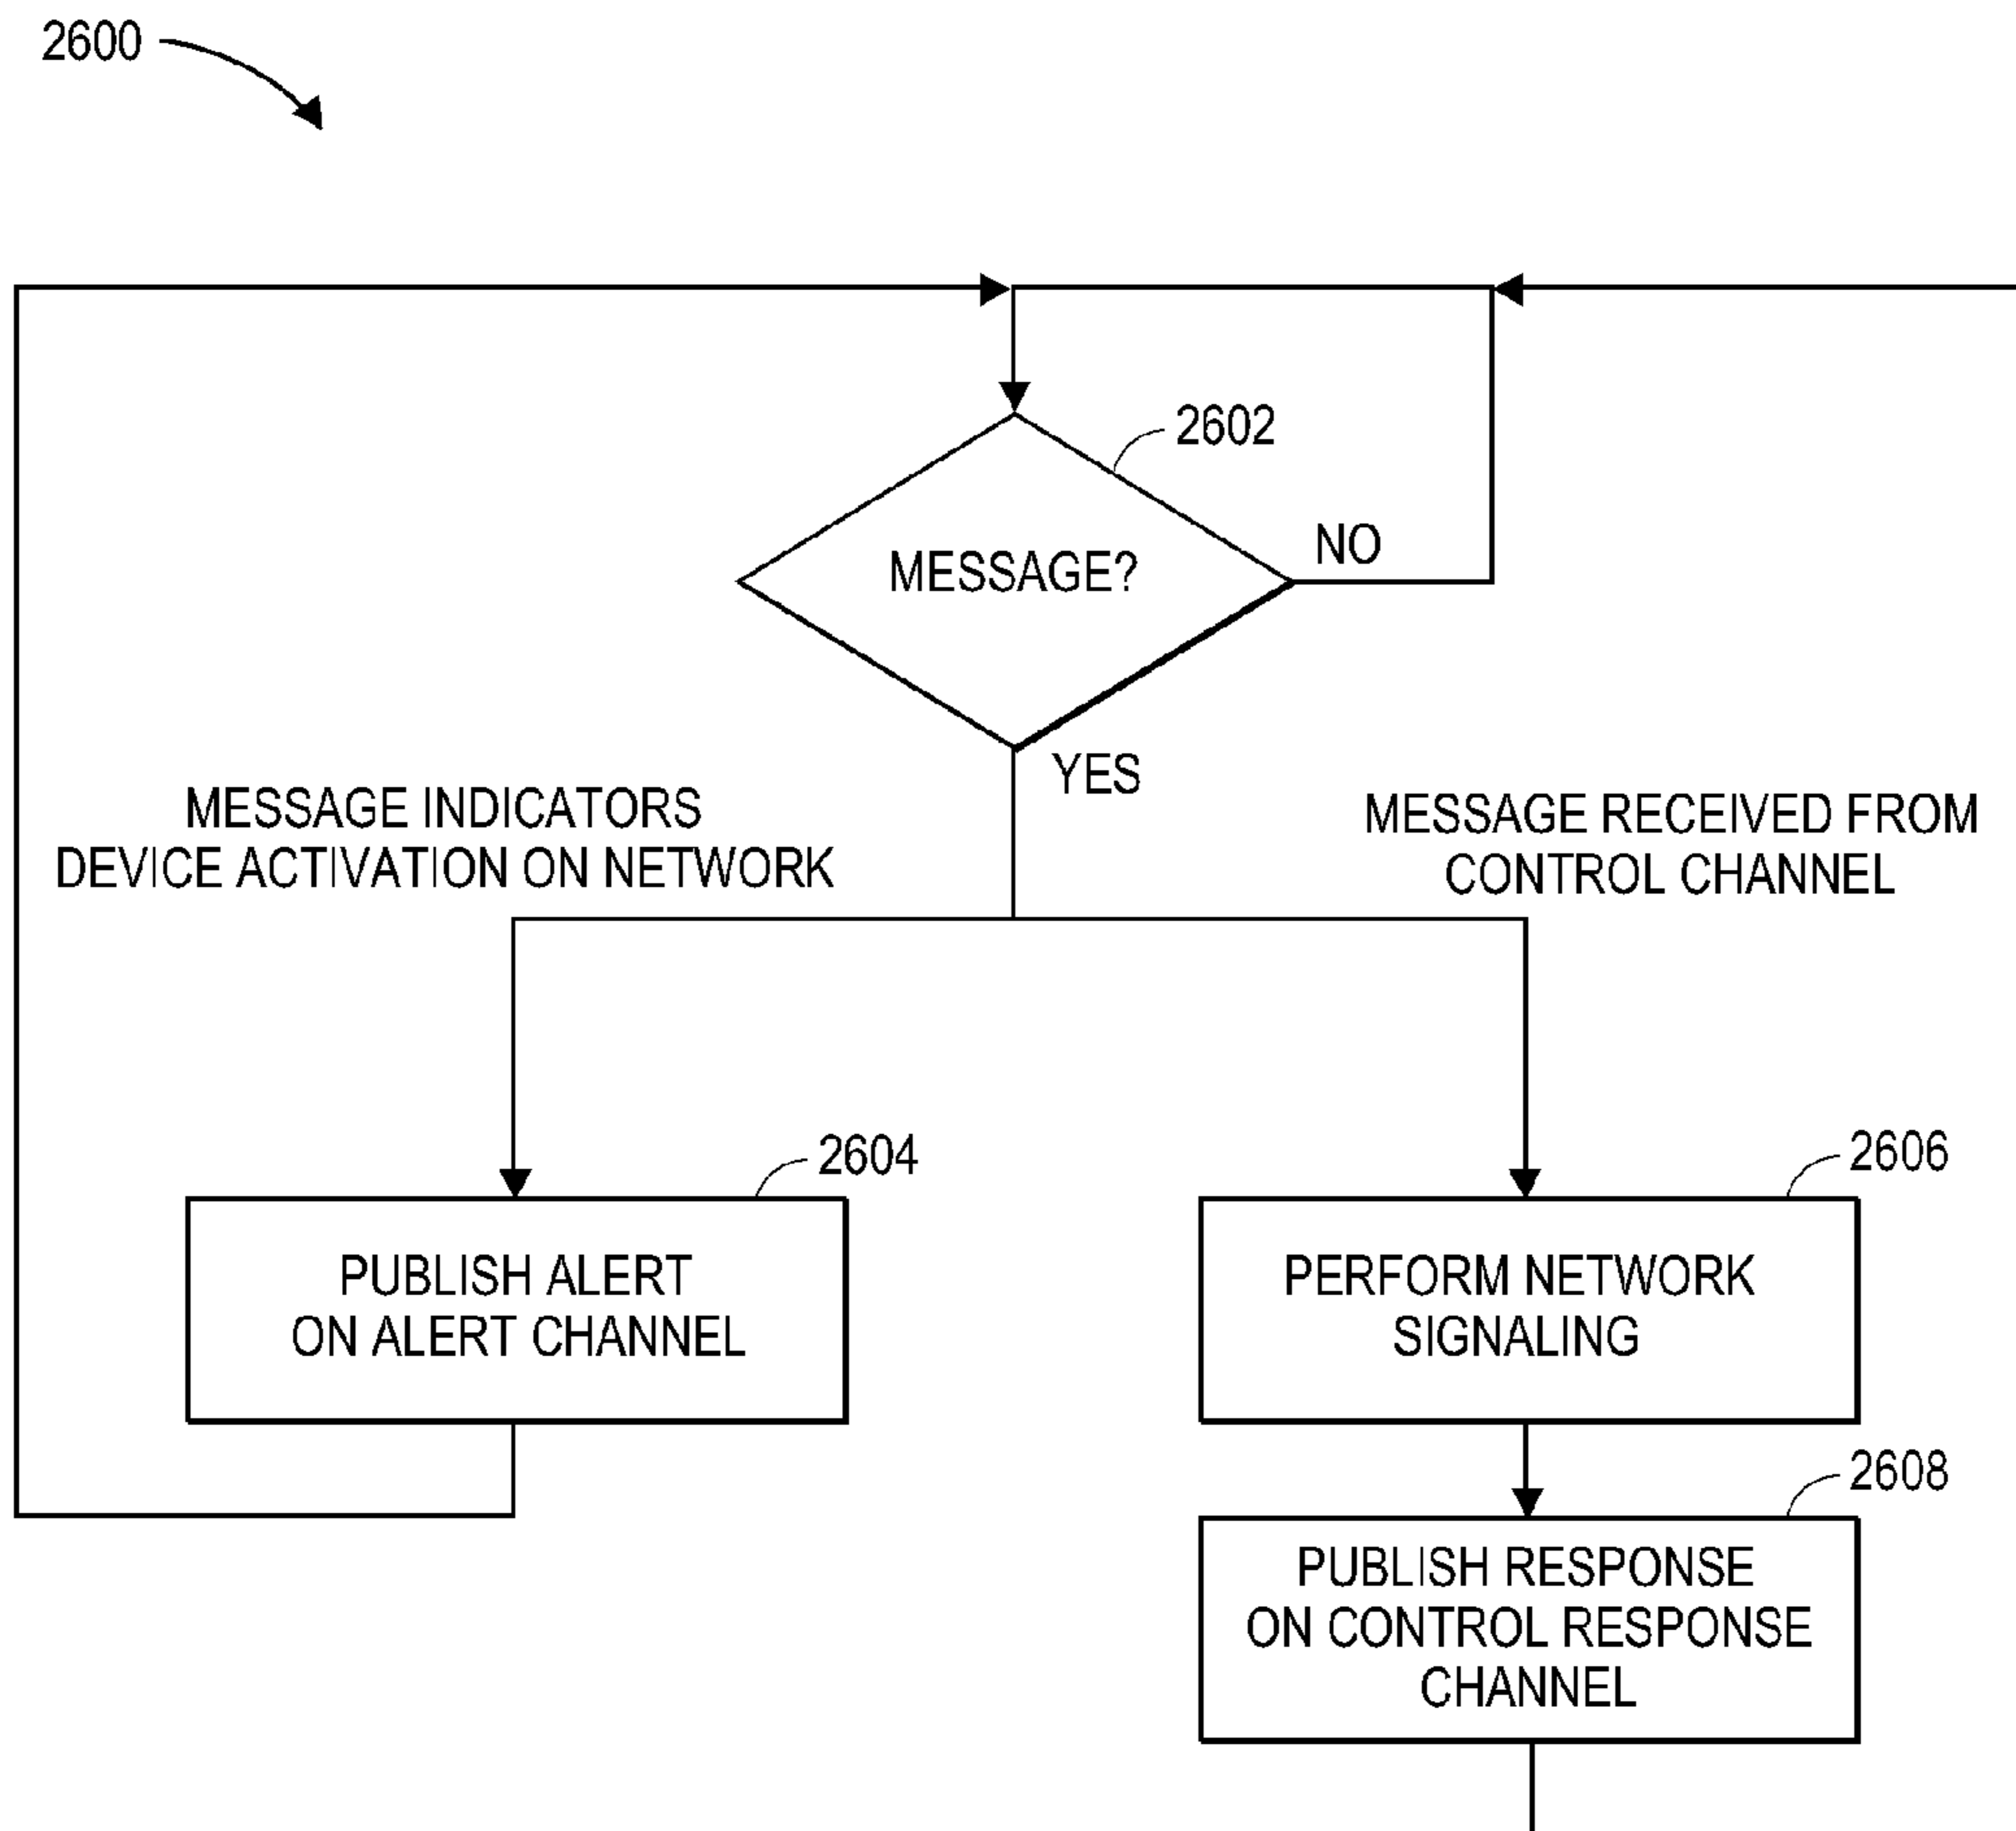 2600
2602
MESSAGE?
NO
YES
MESSAGE INDICATORS
DEVICE ACTIVATION ON NETWORK
MESSAGE RECEIVED FROM
CONTROL CHANNEL
2604
PUBLISH ALERT
ON ALERT CHANNEL
2606
PERFORM NETWORK
SIGNALING
2608
PUBLISH RESPONSE
ON CONTROL RESPONSE
CHANNEL